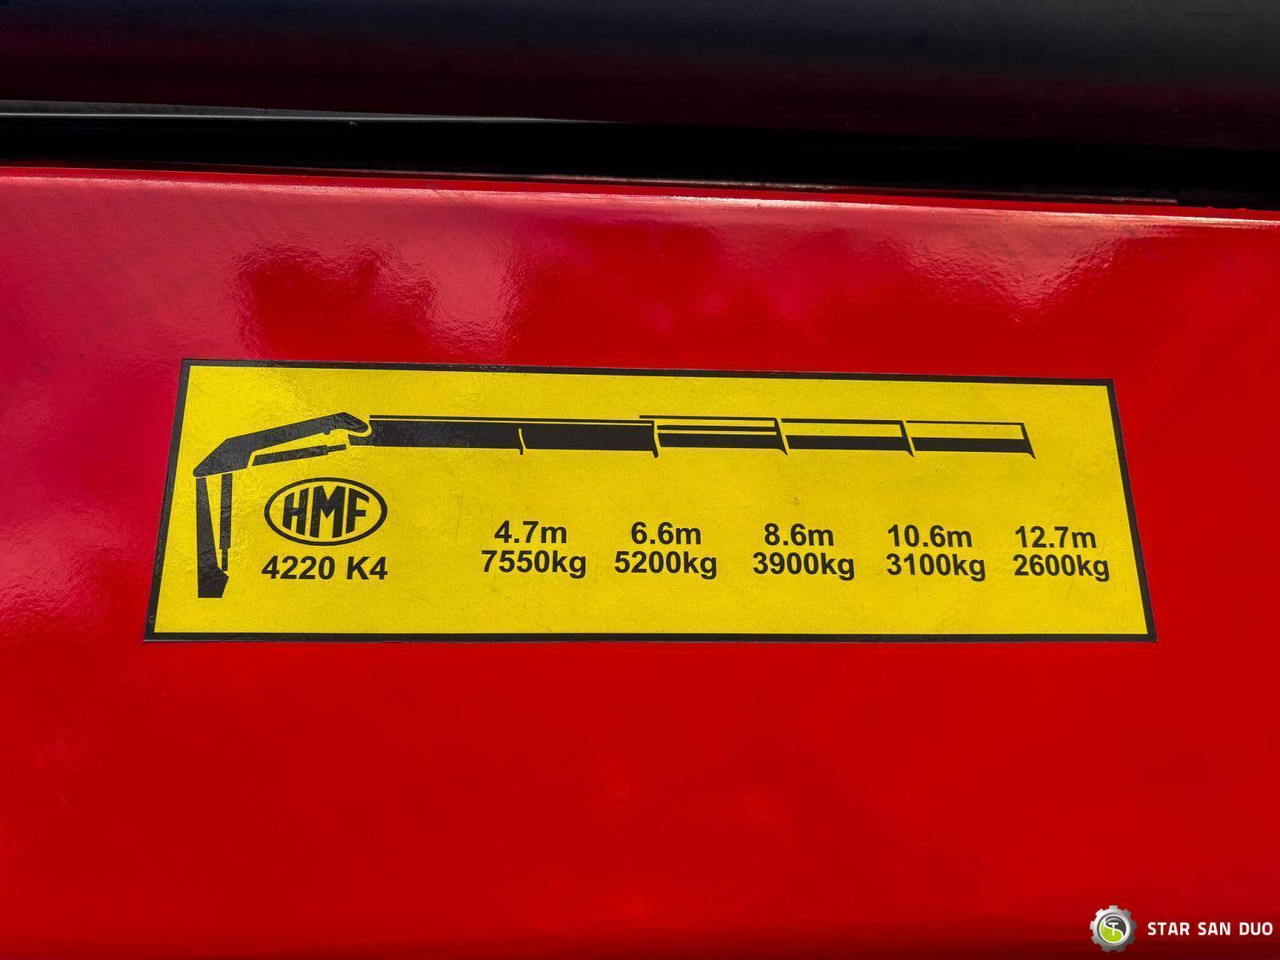 HMF
4220 K4
4.7m 6.6m 8.6m 10.6m 12.7m
7550kg 5200kg 3900kg 3100kg 2600kg
STAR SAN DUO